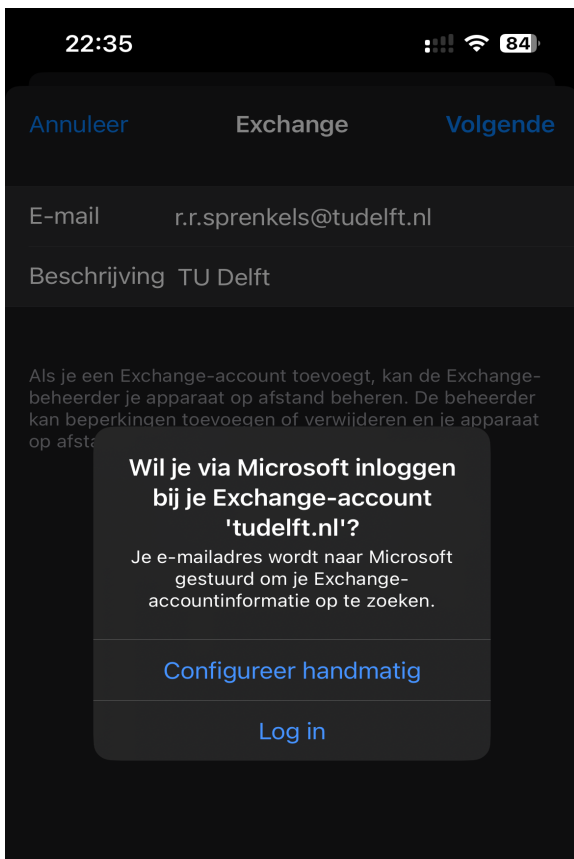 22:35
84
Annuleer Exchange Volgende
E-mail r.r.sprenkels@tudelft.nl
Beschrijving TU Delft
Als je een Exchange-account toevoegt, kan de Exchange-
beheerder je apparaat op afstand beheren. De beheerder
kan beperkingen toevoegen of verwijderen en je apparaat
op afsta
Wil je via Microsoft inloggen
bij je Exchange-account
'tudelft.nl'?
Je e-mailadres wordt naar Microsoft
gestuurd om je Exchange-
accountinformatie op te zoeken.
Configureer handmatig
Log in